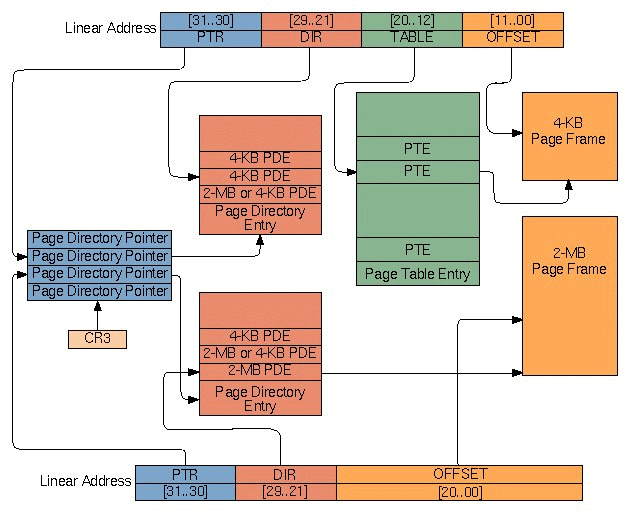 Linear Address
[31..30] [29..21] [20..12] [11..00]
PTR DIR TABLE OFFSET
4-KB PDE
4-KB PDE
2-MB or 4-KB PDE
Page Directory
Entry
PTE
PTE
PTE
Page Table Entry
4-KB
Page Frame
2-MB
Page Frame
Page Directory Pointer
Page Directory Pointer
Page Directory Pointer
Page Directory Pointer
CR3
4-KB PDE
2-MB or 4-KB PDE
2-MB PDE
Page Directory
Entry
Linear Address
PTR DIR OFFSET
[31..30] [29..21] [20..00]